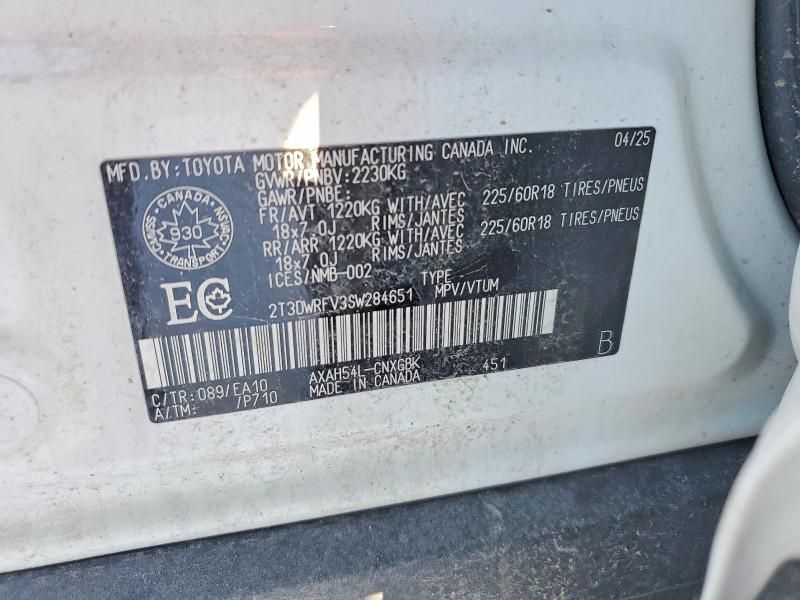 MFD.BY:TOYOTA MOTOR MANUFACTURING CANADA INC. 04/25
GVWR/PNBV:2230KG
GAWR/PNBE:
FR/AVT 1220KG WITH/AVEC 225/60R18 TIRES/PNEUS
18x7.0J RIMS/JANTES
RR/ARR 1220KG WITH/AVEC 225/60R18 TIRES/PNEUS
18x7.0J RIMS/JANTES
ICES/NMB-002 TYPE
2T3DWRFV3SW284651 MPV/VTUM
CANADA
930
TRANSPORT
EC
B
C/TR:089/EA10 AXAH54L-CNXGBK 451
A/TM: /P710 MADE IN CANADA